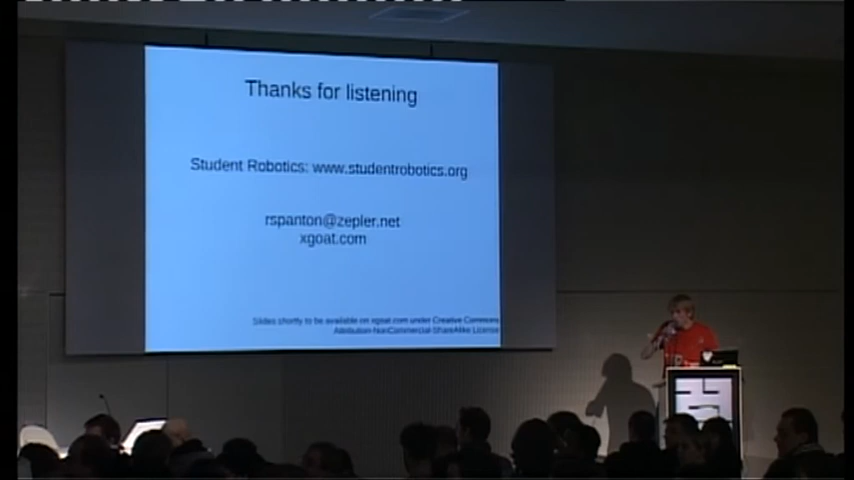 Thanks for listening
Student Robotics: www.studentrobotics.org
rspanton@zepler.net
xgoat.com
Slides shortly to be available on xgoat.com under Creative Commons
Attribution-NonCommercial-ShareAlike License